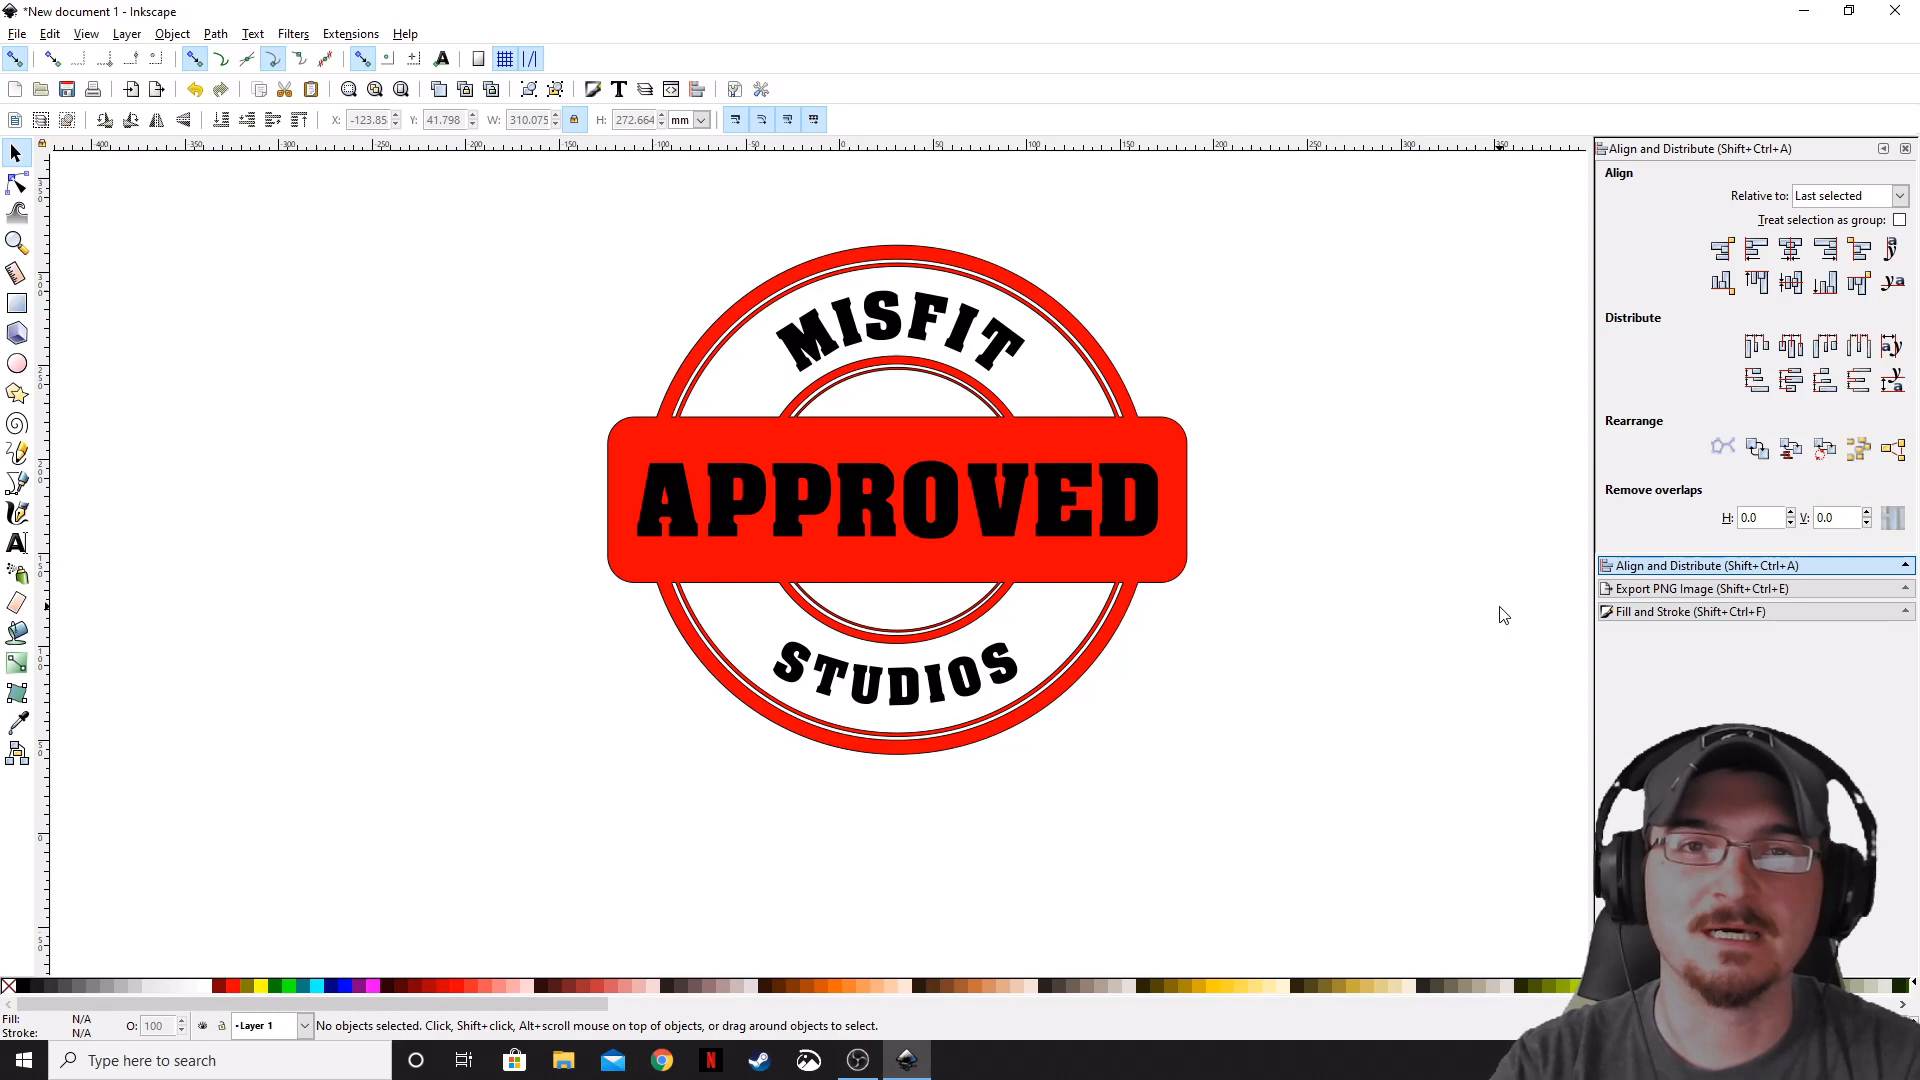 *New document 1 - Inkscape
File Edit View Layer Object Path Text Filters Extensions Help
X: -123.85 Y: 41.798 W: 310.075 H: 272.664 mm
Align and Distribute (Shift+Ctrl+A)
Align
Relative to: Last selected
Treat selection as group:
Distribute
Rearrange
Remove overlaps
H: 0.0 V: 0.0
Align and Distribute (Shift+Ctrl+A)
Export PNG Image (Shift+Ctrl+E)
Fill and Stroke (Shift+Ctrl+F)
MISFIT
APPROVED
STUDIOS
Fill: N/A
Stroke: N/A
O: 100
Layer 1
No objects selected. Click, Shift+click, Alt+scroll mouse on top of objects, or drag around objects to select.
Type here to search